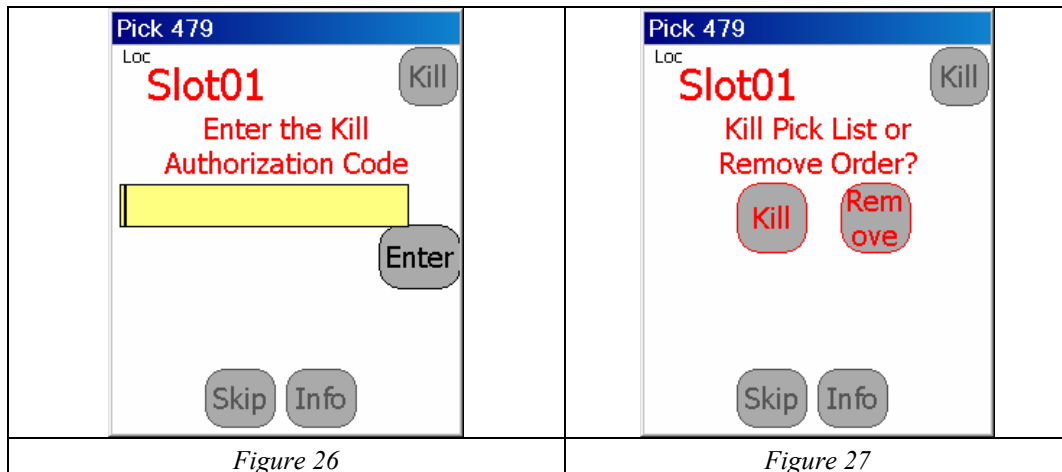 Pick 479
Loc
Slot01
Kill
Enter the Kill
Authorization Code
Enter
Skip
Info
Figure 26
Pick 479
Loc
Slot01
Kill
Kill Pick List or
Remove Order?
Kill
Rem
ove
Skip
Info
Figure 27